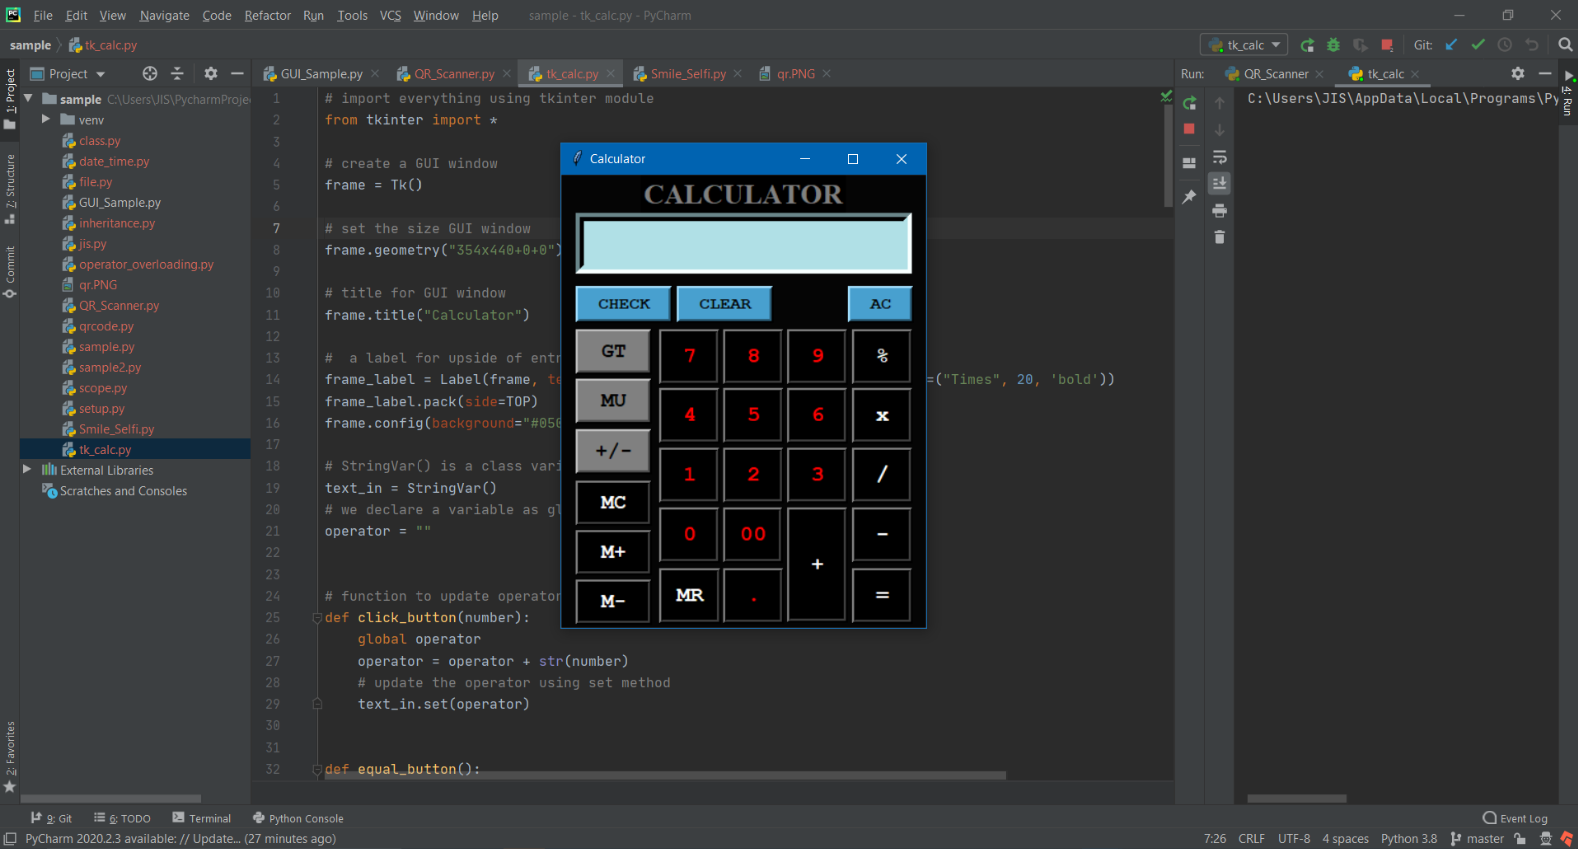 File Edit View Navigate Code Refactor Run Tools VCS Window Help sample - tk_calc.py - PyCharm
sample tk_calc.py tk_calc Git:
Project GUI_Sample.py QR_Scanner.py tk_calc.py Smile_Selfi.py qr.PNG Run: QR_Scanner tk_calc
1: Project
Z: Structure
Commit
2: Favorites
sample C:\Users\JIS\PycharmProje
venv
class.py
date_time.py
file.py
GUI_Sample.py
inheritance.py
jis.py
operator_overloading.py
qr.PNG
QR_Scanner.py
qrcode.py
sample.py
sample2.py
scope.py
setup.py
Smile_Selfi.py
tk_calc.py
External Libraries
Scratches and Consoles
1 # import everything using tkinter module
2 from tkinter import *
3
4 # create a GUI window
5 frame = Tk()
6
7 # set the size GUI window
8 frame.geometry("354x440+0+0")
9
10 # title for GUI window
11 frame.title("Calculator")
12
13 # a label for upside of entr
14 frame_label = Label(frame, te =("Times", 20, 'bold'))
15 frame_label.pack(side=TOP)
16 frame.config(background="#050
17
18 # StringVar() is a class vari
19 text_in = StringVar()
20 # we declare a variable as gl
21 operator = ""
22
23
24 # function to update operator
25 def click_button(number):
26 global operator
27 operator = operator + str(number)
28 # update the operator using set method
29 text_in.set(operator)
30
31
32 def equal_button():
Calculator
CALCULATOR
CHECK CLEAR AC
GT 7 8 9 %
MU 4 5 6 x
+/- 1 2 3 /
MC 0 00 + -
M+
M- MR . =
C:\Users\JIS\AppData\Local\Programs\Py
4: Run
9: Git 6: TODO Terminal Python Console Event Log
PyCharm 2020.2.3 available: // Update... (27 minutes ago) 7:26 CRLF UTF-8 4 spaces Python 3.8 master